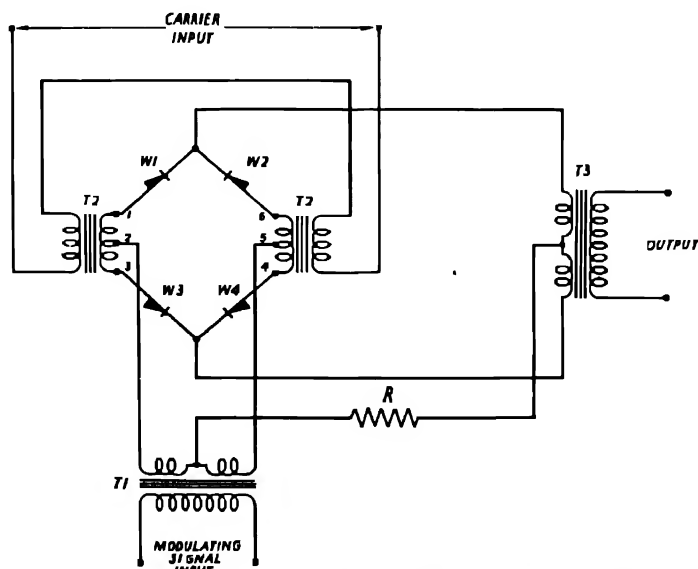 CARRIER
INPUT
W1
W2
T3
T2
T2
1
6
2
5
OUTPUT
3
4
W3
W4
R
T1
MODULATING
SIGNAL
INPUT